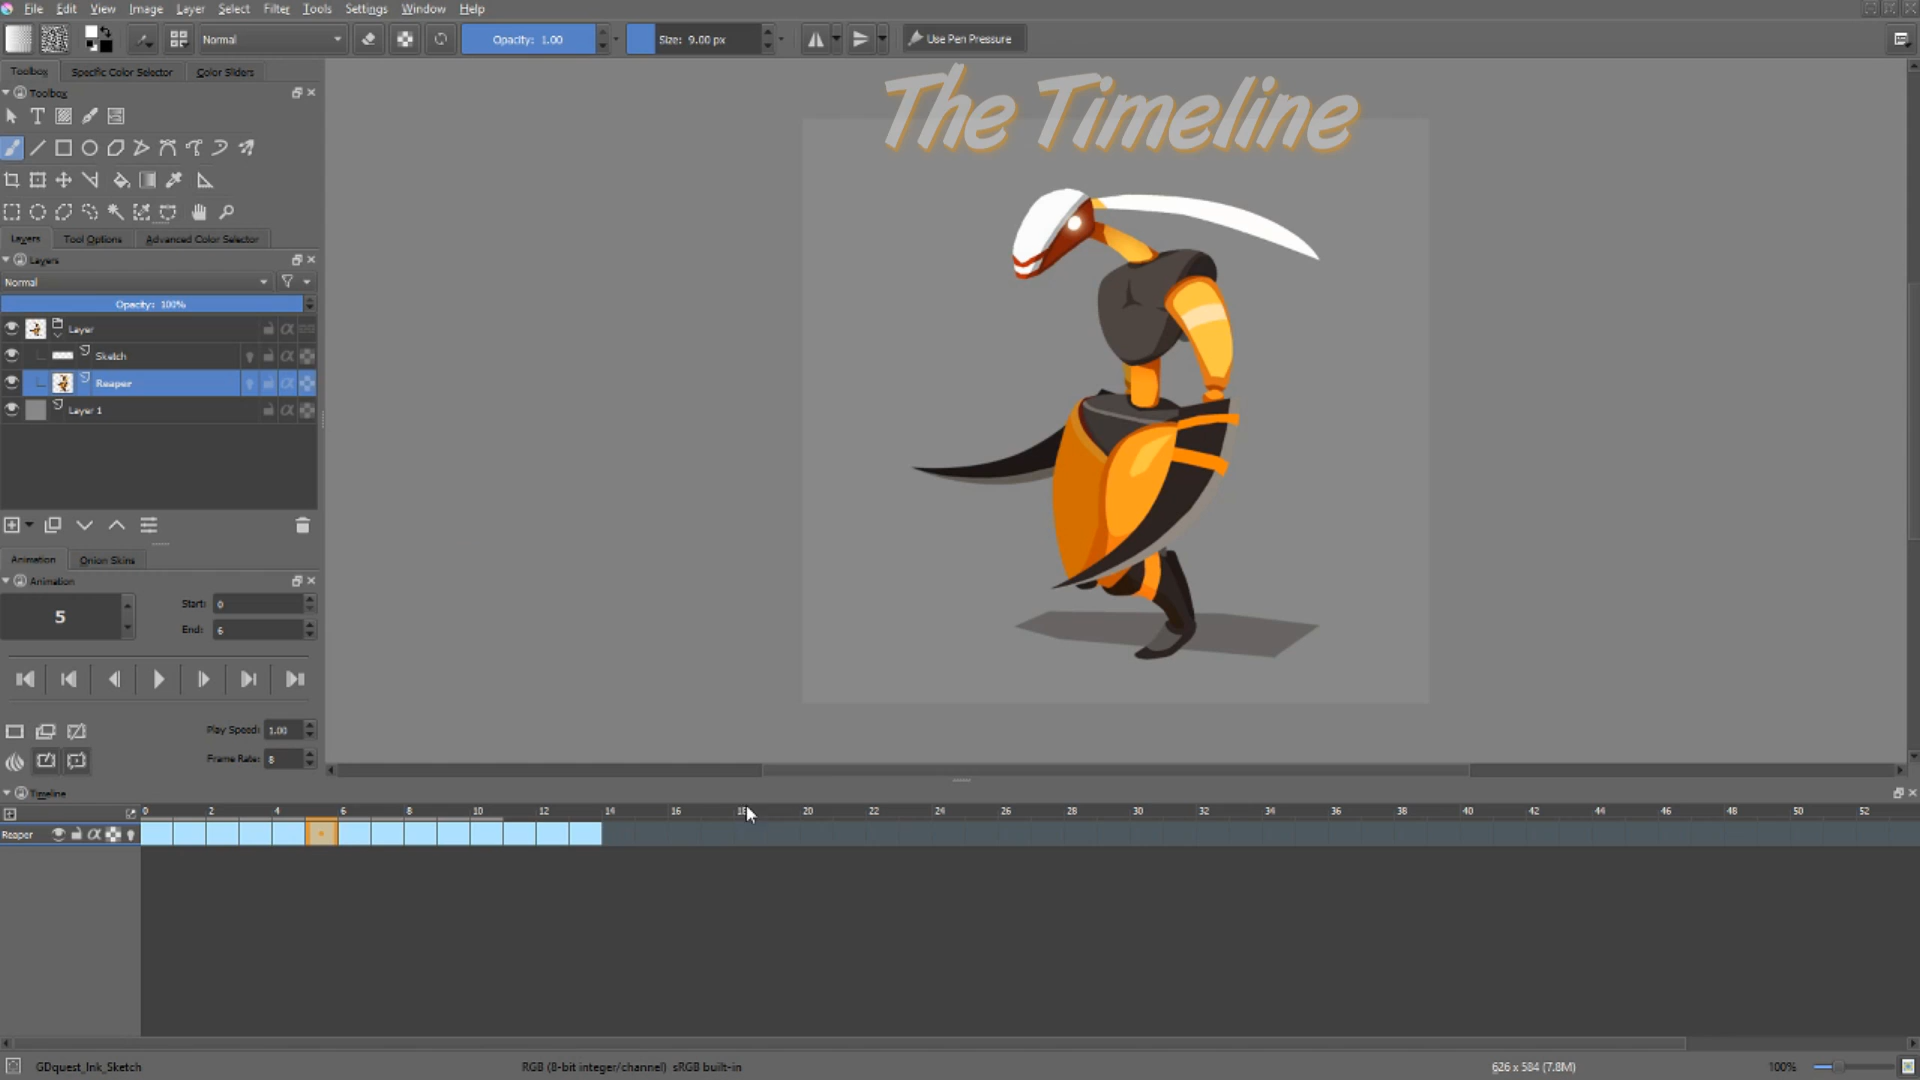 File Edit View Image Layer Select Filter Tools Settings Window Help
Normal Opacity: 1.00 Size: 9.00 px Use Pen Pressure
Toolbox Specific Color Selector Color Sliders
Toolbox
The Timeline
Layers Tool Options Advanced Color Selector
Layers
Normal
Opacity: 100%
Layer
Sketch
Reaper
Layer 1
Animation Onion Skins
Animation
5 Start: 0
End: 6
Play Speed: 1.00
Frame Rate: 8
Timeline
0 2 4 6 8 10 12 14 16 18 20 22 24 26 28 30 32 34 36 38 40 42 44 46 48 50 52
Reaper
GDquest_Ink_Sketch RGB (8-bit integer/channel) sRGB built-in 626 x 584 (7.8M) 100%